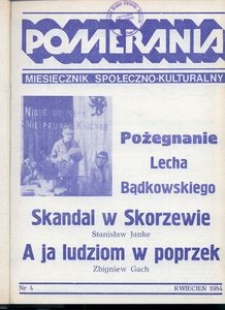 POMERANIA
MIESIĘCZNIK SPOŁECZNO-KULTURALNY
Pożegnanie
Lecha
Bądkowskiego
Skandal w Skorzewie
Stanisław Janke
A ja ludziom w poprzek
Zbigniew Gach
Nr 4
KWIECIEŃ 1984